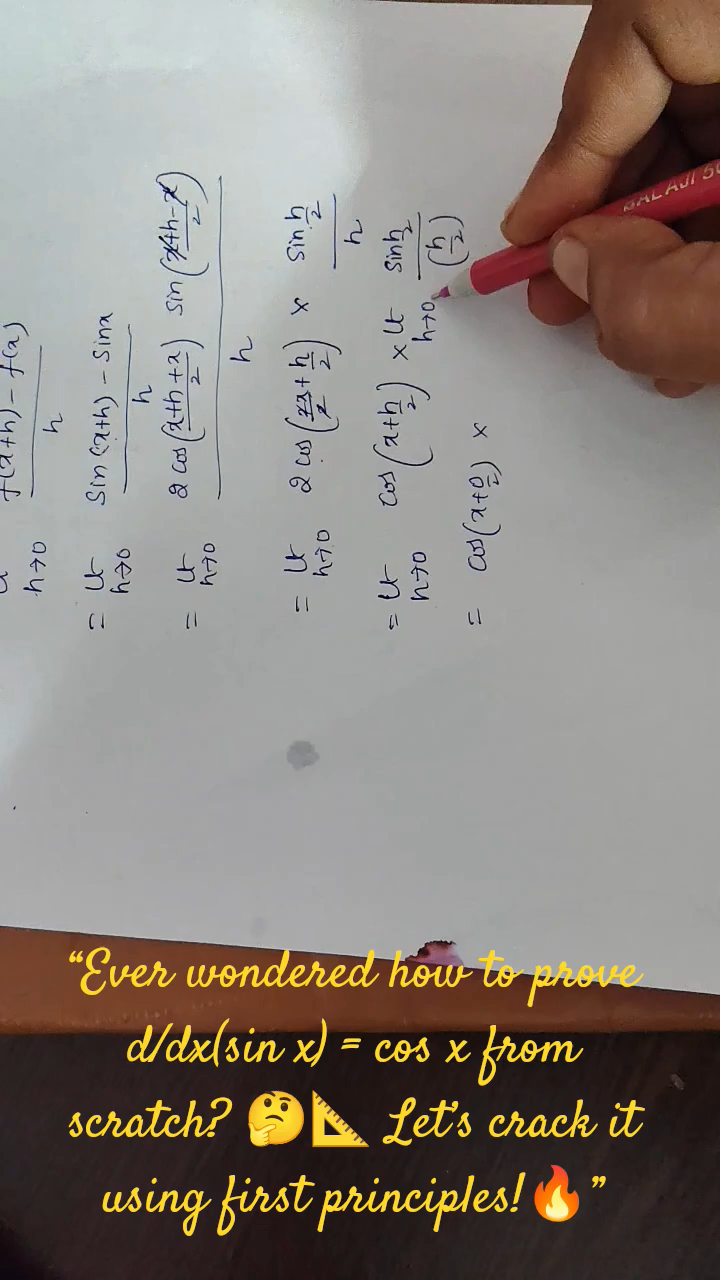 f(x+h) - f(x)
h
h→0
= Lt sin(x+h) - sinx
h→0 h
= Lt 2 cos(x+h+x/2) sin(x+h-x/2)
h→0 h
= Lt 2 cos(2x/2 + h/2) × sin h/2
h→0 h
= Lt cos(x+h/2) × Lt sin h/2
h→0 h→0 (h/2)
= cos(x+0/2) ×
“Ever wondered how to prove
d/dx(sin x) = cos x from
scratch? 🤔📐 Let's crack it
using first principles!🔥”